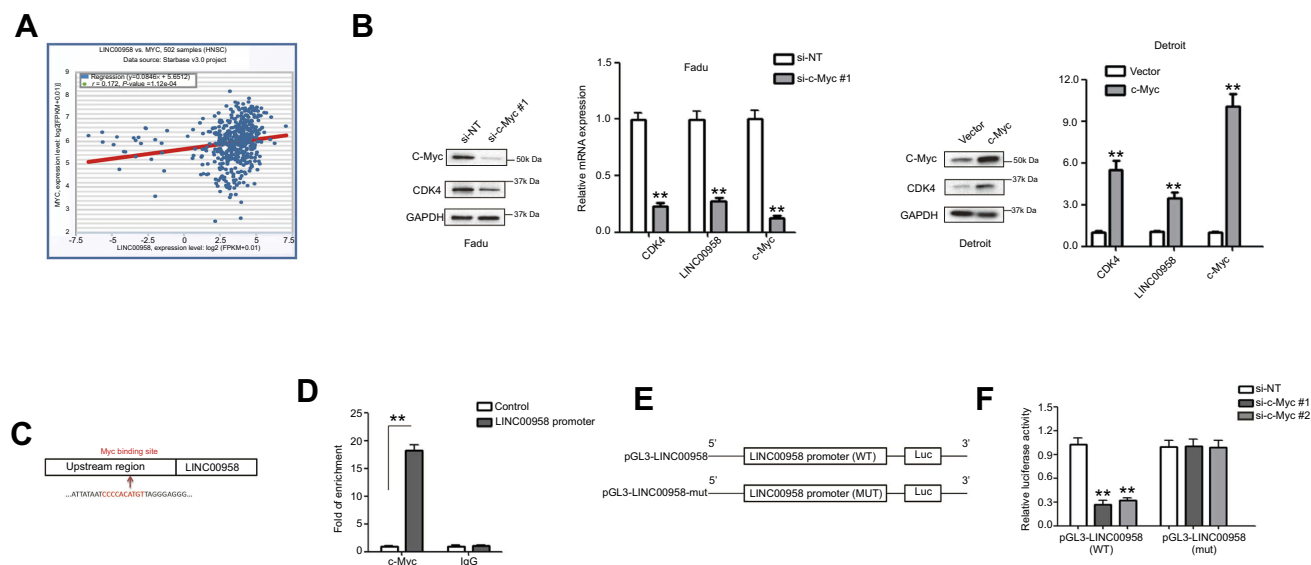 A
LINC00958 vs. MYC, 502 samples (HNSC)
Data source: Starbase v3.0 project
Regression (y=0.0846x + 5.6512)
r = 0.172, P-value =1.12e-04
MYC, expression level: log2[FPKM+0.01)]
9
8
7
6
5
4
3
2
-7.5
-5
-2.5
0
2.5
5
7.5
LINC00958, expression level: log2 (FPKM+0.01)
B
si-NT
si-c-Myc #1
C-Myc
50k Da
CDK4
37k Da
GAPDH
37k Da
Fadu
Fadu
si-NT
si-c-Myc #1
Relative mRNA expression
1.5
1.2
0.9
0.6
0.3
0.0
**
**
**
CDK4
LINC00958
c-Myc
Vector
c-Myc
C-Myc
50k Da
CDK4
37k Da
GAPDH
37k Da
Detroit
Detroit
Vector
c-Myc
12.0
9.0
6.0
3.0
0.0
**
**
**
CDK4
LINC00958
c-Myc
C
Myc binding site
Upstream region
LINC00958
...ATTATAATCCCCACATGTTAGGGAGGG...
D
Control
LINC00958 promoter
Fold of enrichment
25
20
15
10
5
0
**
c-Myc
IgG
E
5'
3'
pGL3-LINC00958
LINC00958 promoter (WT)
Luc
5'
3'
pGL3-LINC00958-mut
LINC00958 promoter (MUT)
Luc
F
si-NT
si-c-Myc #1
si-c-Myc #2
Relative luciferase activity
1.5
1.2
0.9
0.6
0.3
0.0
**
**
pGL3-LINC00958
(WT)
pGL3-LINC00958
(mut)